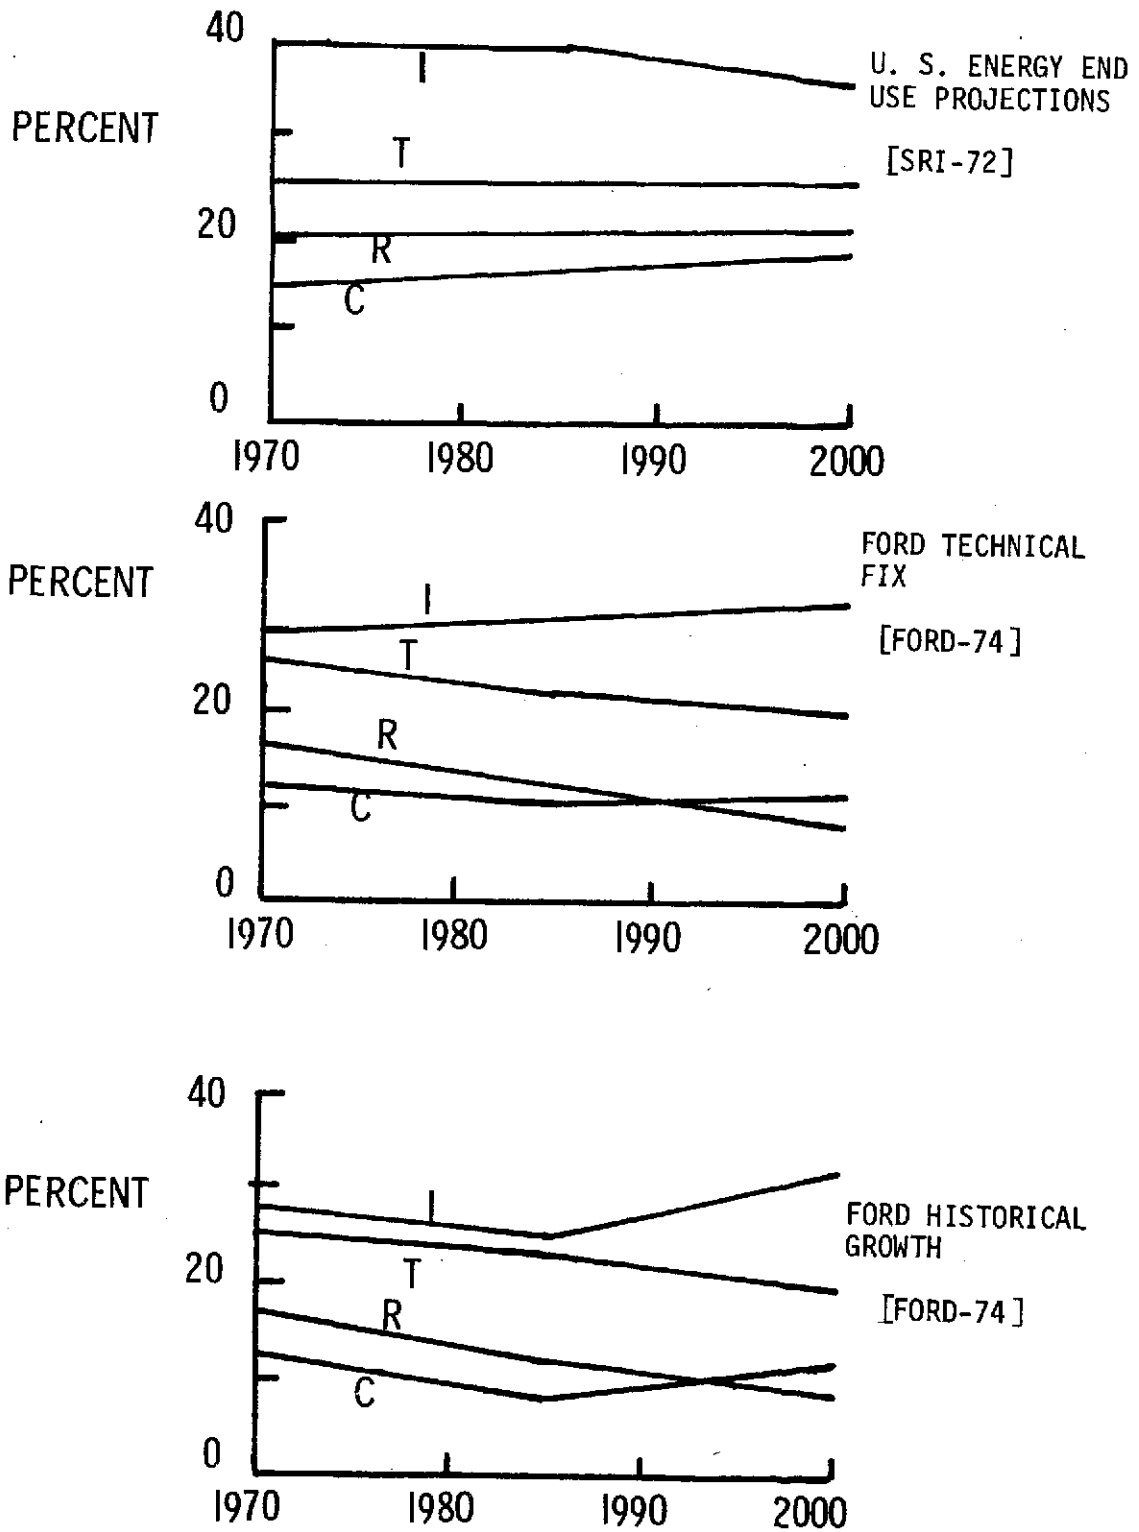 40
I
U. S. ENERGY END
USE PROJECTIONS
PERCENT
T
[SRI-72]
20
R
C
0
1970 1980 1990 2000
40
FORD TECHNICAL
FIX
PERCENT
I
T
[FORD-74]
20
R
C
0
1970 1980 1990 2000
40
PERCENT
I
FORD HISTORICAL
GROWTH
20
T
R
[FORD-74]
C
0
1970 1980 1990 2000